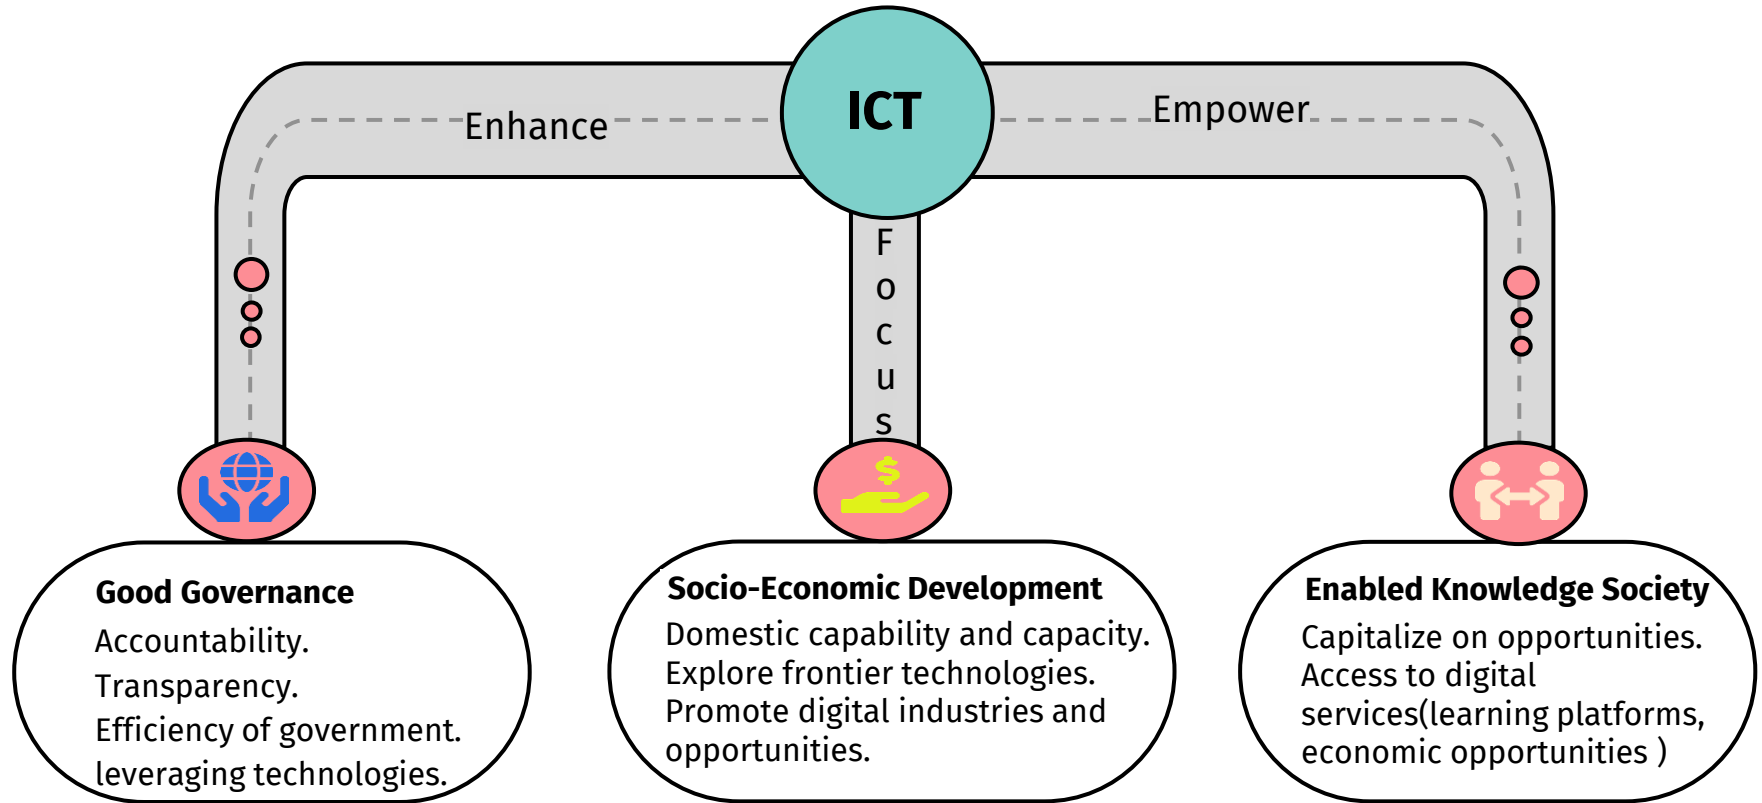 ICT
Enhance
Empower
Focus
Good Governance
Accountability.
Transparency.
Efficiency of government.
leveraging technologies.
$
Socio-Economic Development
Domestic capability and capacity.
Explore frontier technologies.
Promote digital industries and
opportunities.
Enabled Knowledge Society
Capitalize on opportunities.
Access to digital
services(learning platforms,
economic opportunities )